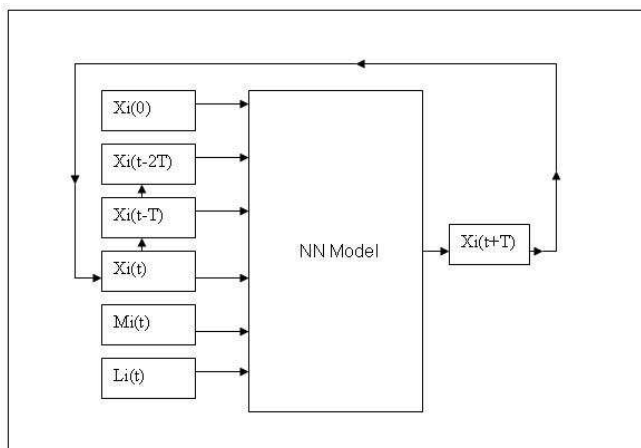 Xi(0)
Xi(t-2T)
Xi(t-T)
Xi(t)
Mi(t)
Li(t)
NN Model
Xi(t+T)